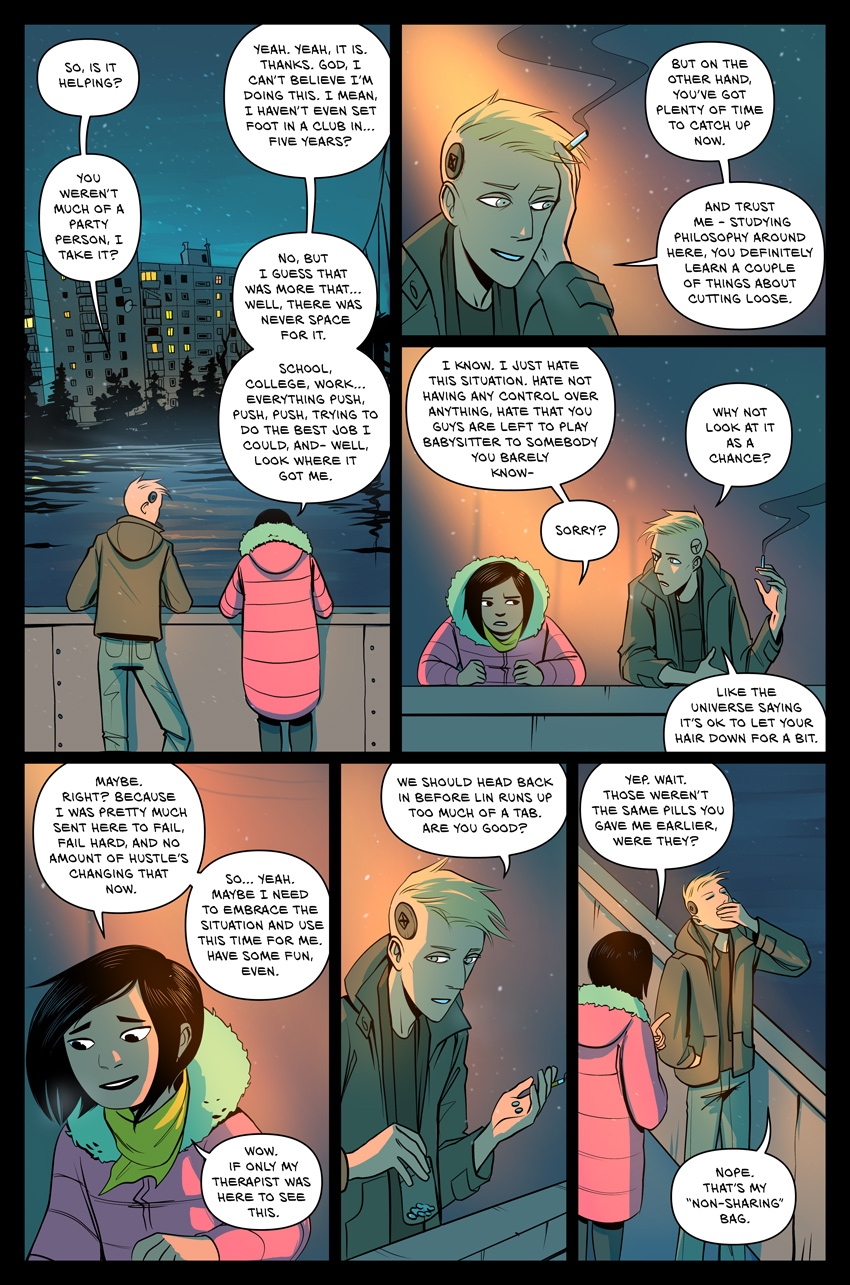 SO, IS IT
HELPING?
YOU
WEREN'T
MUCH OF A
PARTY
PERSON, I
TAKE IT?
YEAH. YEAH, IT IS.
THANKS. GOD, I
CAN'T BELIEVE I'M
DOING THIS. I MEAN,
I HAVEN'T EVEN SET
FOOT IN A CLUB IN...
FIVE YEARS?
NO, BUT
I GUESS THAT
WAS MORE THAT...
WELL, THERE WAS
NEVER SPACE
FOR IT.
SCHOOL,
COLLEGE, WORK...
EVERYTHING PUSH,
PUSH, PUSH, TRYING TO
DO THE BEST JOB I
COULD, AND- WELL,
LOOK WHERE IT
GOT ME.
BUT ON THE
OTHER HAND,
YOU'VE GOT
PLENTY OF TIME
TO CATCH UP
NOW.
AND TRUST
ME - STUDYING
PHILOSOPHY AROUND
HERE, YOU DEFINITELY
LEARN A COUPLE
OF THINGS ABOUT
CUTTING LOOSE.
I KNOW. I JUST HATE
THIS SITUATION. HATE NOT
HAVING ANY CONTROL OVER
ANYTHING, HATE THAT YOU
GUYS ARE LEFT TO PLAY
BABYSITTER TO SOMEBODY
YOU BARELY
KNOW-
WHY NOT
LOOK AT IT
AS A
CHANCE?
SORRY?
LIKE THE
UNIVERSE SAYING
IT'S OK TO LET YOUR
HAIR DOWN FOR A BIT.
MAYBE.
RIGHT? BECAUSE
I WAS PRETTY MUCH
SENT HERE TO FAIL,
FAIL HARD, AND NO
AMOUNT OF HUSTLE'S
CHANGING THAT
NOW.
SO... YEAH.
MAYBE I NEED
TO EMBRACE THE
SITUATION AND USE
THIS TIME FOR ME.
HAVE SOME FUN,
EVEN.
WOW.
IF ONLY MY
THERAPIST WAS
HERE TO SEE
THIS.
WE SHOULD HEAD BACK
IN BEFORE LIN RUNS UP
TOO MUCH OF A TAB.
ARE YOU GOOD?
YEP. WAIT.
THOSE WEREN'T
THE SAME PILLS YOU
GAVE ME EARLIER,
WERE THEY?
NOPE.
THAT'S MY
"NON-SHARING"
BAG.